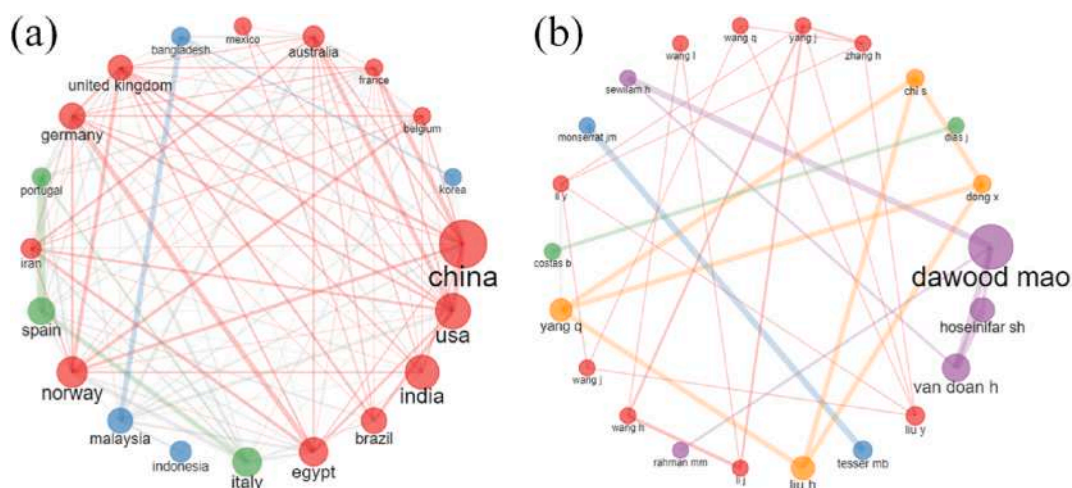 (a)
mexico
bangladesh
australia
united kingdom
france
germany
belgium
portugal
korea
iran
china
spain
usa
norway
india
malaysia
brazil
indonesia
egypt
italy
(b)
wang q
yang j
wang l
zhang h
sewilam h
chi s
monserrat jm
dias j
li y
dong x
costas b
dawood mao
yang q
hoseinifar sh
wang j
van doan h
wang h
liu y
rahman mm
tesser mb
li j
liu h